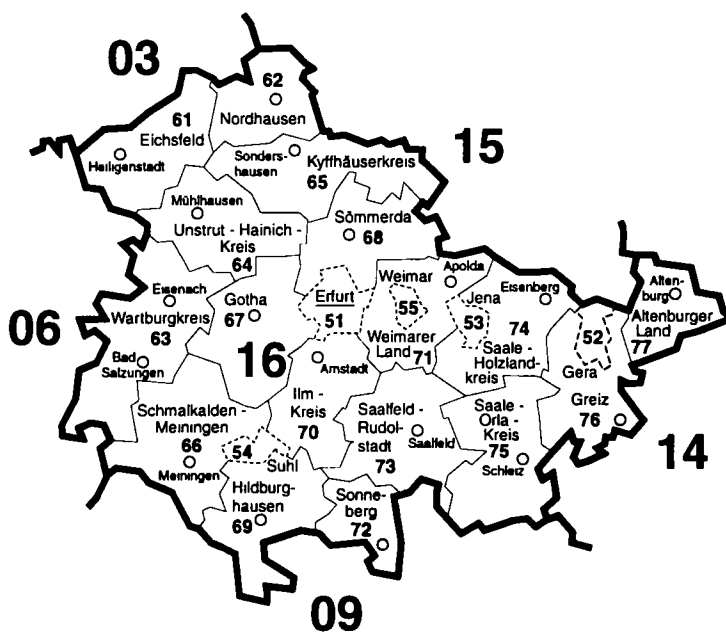 03
62
Nordhausen
61
Eichsfeld
Heiligenstadt
15
Sonders-
hausen
Kyffhäuserkreis
65
Mühlhausen
Unstrut - Hainich -
Kreis
64
Sömmerda
68
06
Eisenach
Wartburgkreis
63
Bad
Salzungen
Gotha
67
16
Erfurt
51
Weimar
55
Weimarer
Land 71
Apolda
Jena
53
Eisenberg
74
Saale-
Holzland-
kreis
52
Gera
Alten-
burg
Altenburger
Land
77
Greiz
76
14
Arnstadt
Ilm -
Kreis
70
Schmalkalden -
Meiningen
66
Meiningen
54
Suhl
Saalfeld -
Rudol-
stadt
73
Saalfeld
Saale -
Orla -
Kreis
75
Schleiz
Hildburg-
hausen
69
Sonne-
berg
72
09